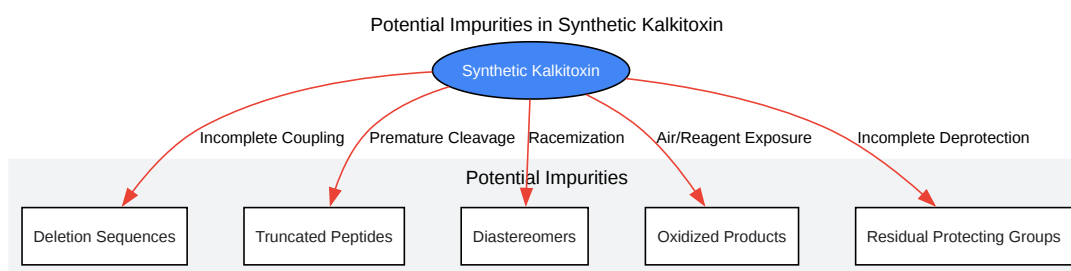 Potential Impurities in Synthetic Kalkitoxin
Synthetic Kalkitoxin
Incomplete Coupling
Premature Cleavage
Racemization
Air/Reagent Exposure
Incomplete Deprotection
Potential Impurities
Deletion Sequences
Truncated Peptides
Diastereomers
Oxidized Products
Residual Protecting Groups